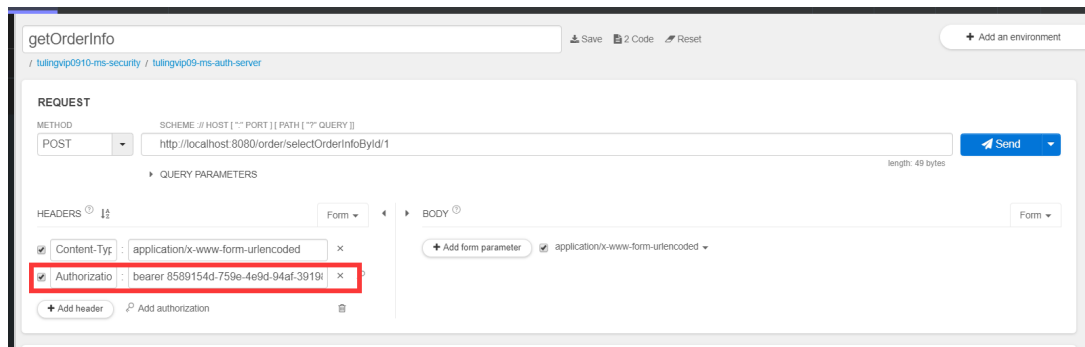 getOrderInfo
Save 2 Code Reset
Add an environment
/ tulingvip0910-ms-security / tulingvip09-ms-auth-server
REQUEST
METHOD
SCHEME :// HOST [ ":" PORT ] [ PATH [ "?" QUERY ]]
POST
http://localhost:8080/order/selectOrderInfoById/1
Send
length: 49 bytes
QUERY PARAMETERS
HEADERS
Form
BODY
Form
Content-Typ : application/x-www-form-urlencoded
Add form parameter
application/x-www-form-urlencoded
Authorizatio : bearer 8589154d-759e-4e9d-94af-3919
Add header
Add authorization